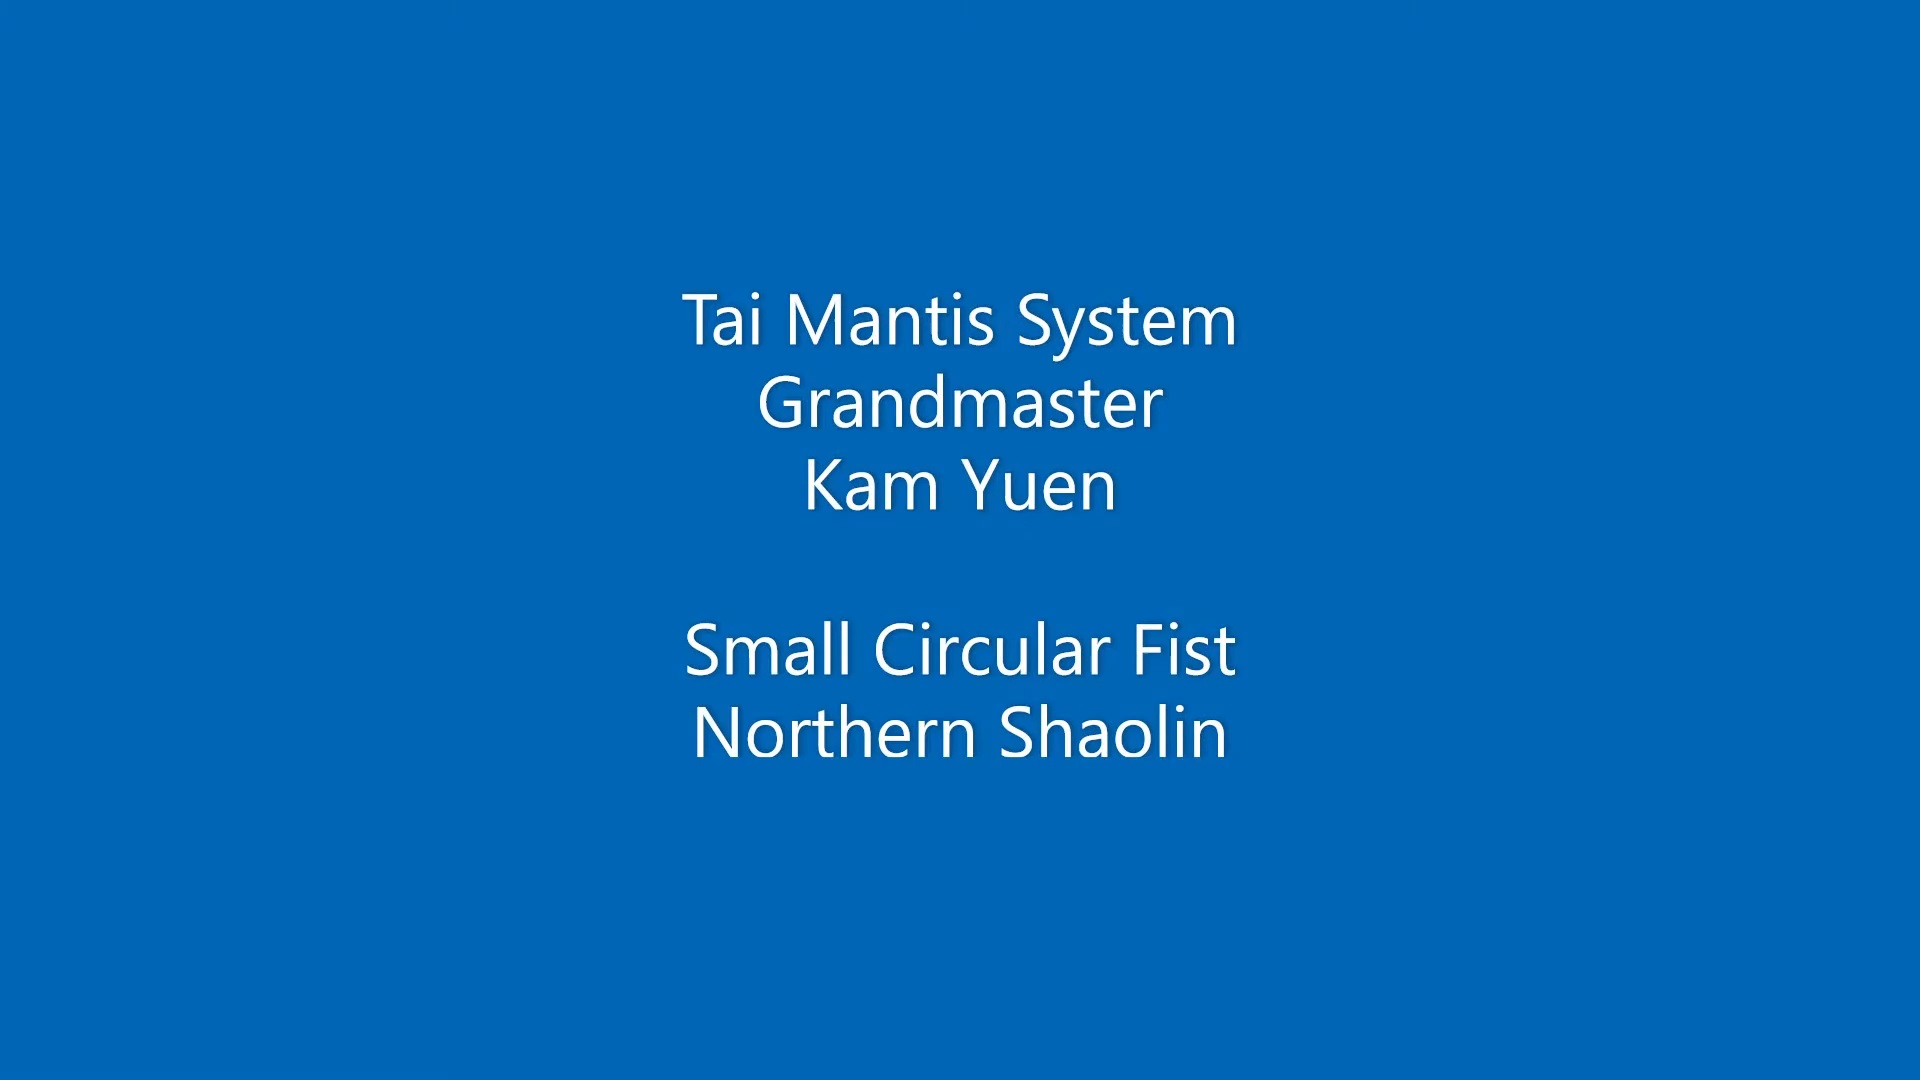 Tai Mantis System
Grandmaster
Kam Yuen
Small Circular Fist
Northern Shaolin